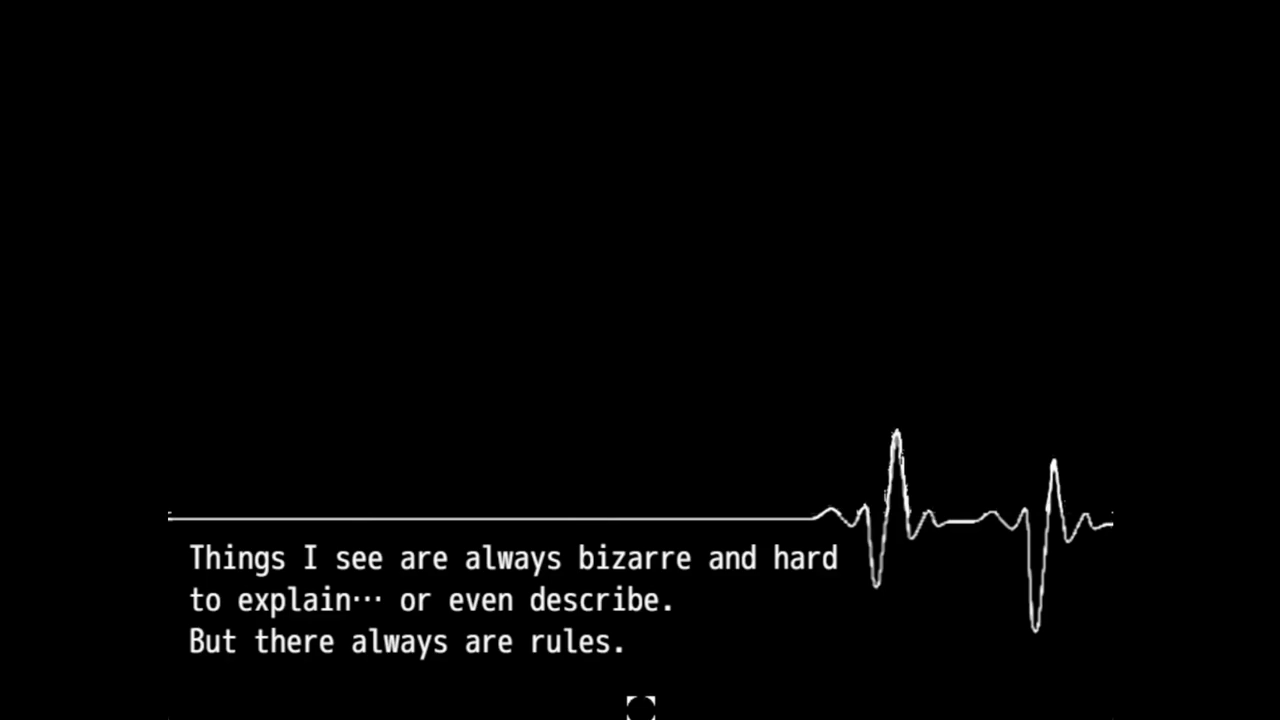 Things I see are always bizarre and hard
to explain··· or even describe.
But there always are rules.